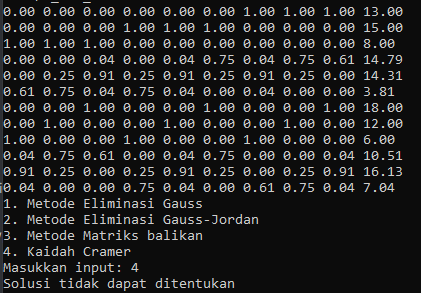 0.00 0.00 0.00 0.00 0.00 0.00 1.00 1.00 1.00 13.00
0.00 0.00 0.00 1.00 1.00 1.00 0.00 0.00 0.00 15.00
1.00 1.00 1.00 0.00 0.00 0.00 0.00 0.00 0.00 8.00
0.00 0.00 0.04 0.00 0.04 0.75 0.04 0.75 0.61 14.79
0.00 0.25 0.91 0.25 0.91 0.25 0.91 0.25 0.00 14.31
0.61 0.75 0.04 0.75 0.04 0.00 0.04 0.00 0.00 3.81
0.00 0.00 1.00 0.00 0.00 1.00 0.00 0.00 1.00 18.00
0.00 1.00 0.00 0.00 1.00 0.00 0.00 1.00 0.00 12.00
1.00 0.00 0.00 1.00 0.00 0.00 1.00 0.00 0.00 6.00
0.04 0.75 0.61 0.00 0.04 0.75 0.00 0.00 0.04 10.51
0.91 0.25 0.00 0.25 0.91 0.25 0.00 0.25 0.91 16.13
0.04 0.00 0.00 0.75 0.04 0.00 0.61 0.75 0.04 7.04
1. Metode Eliminasi Gauss
2. Metode Eliminasi Gauss-Jordan
3. Metode Matriks balikan
4. Kaidah Cramer
Masukkan input: 4
Solusi tidak dapat ditentukan